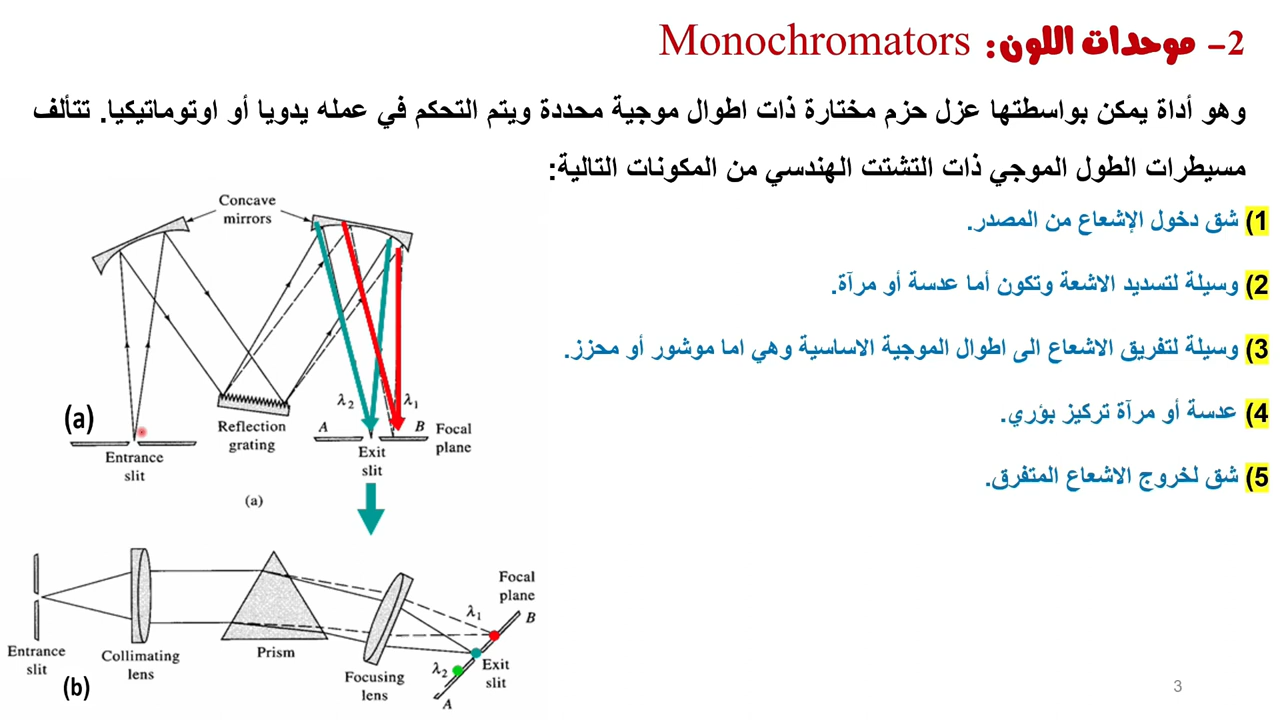 2- موحدات اللون: Monochromators
وهو أداة يمكن بواسطتها عزل حزم مختارة ذات اطوال موجية محددة ويتم التحكم في عمله يدويا أو اوتوماتيكيا. تتألف
مسيطرات الطول الموجي ذات التشتت الهندسي من المكونات التالية:
1) شق دخول الإشعاع من المصدر.
2) وسيلة لتسديد الاشعة وتكون أما عدسة أو مرآة.
3) وسيلة لتفريق الاشعاع الى اطوال الموجية الاساسية وهي اما موشور أو محزز.
4) عدسة أو مرآة تركيز بؤري.
5) شق لخروج الاشعاع المتفرق.
Concave
mirrors
λ2
λ1
(a)
Reflection
grating
A
B
Focal
plane
Entrance
slit
Exit
slit
(a)
Focal
plane
B
λ1
Entrance
slit
Collimating
lens
Prism
Focusing
lens
λ2
Exit
slit
A
(b)
3